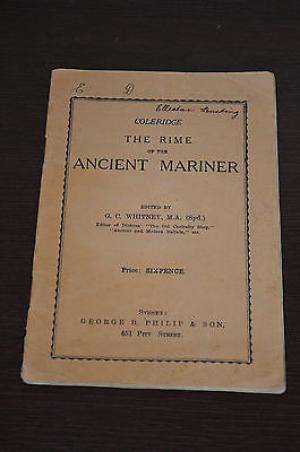 E D
COLERIDGE
THE RIME
OF THE
ANCIENT MARINER
EDITED BY
G. C. WHITNEY, M.A. (Syd.)
Editor of Dickens' "The Old Curiosity Shop,"
"Ancient and Modern Ballads," etc.
Price: SIXPENCE
SYDNEY:
GEORGE B. PHILIP & SON,
451 PITT STREET.